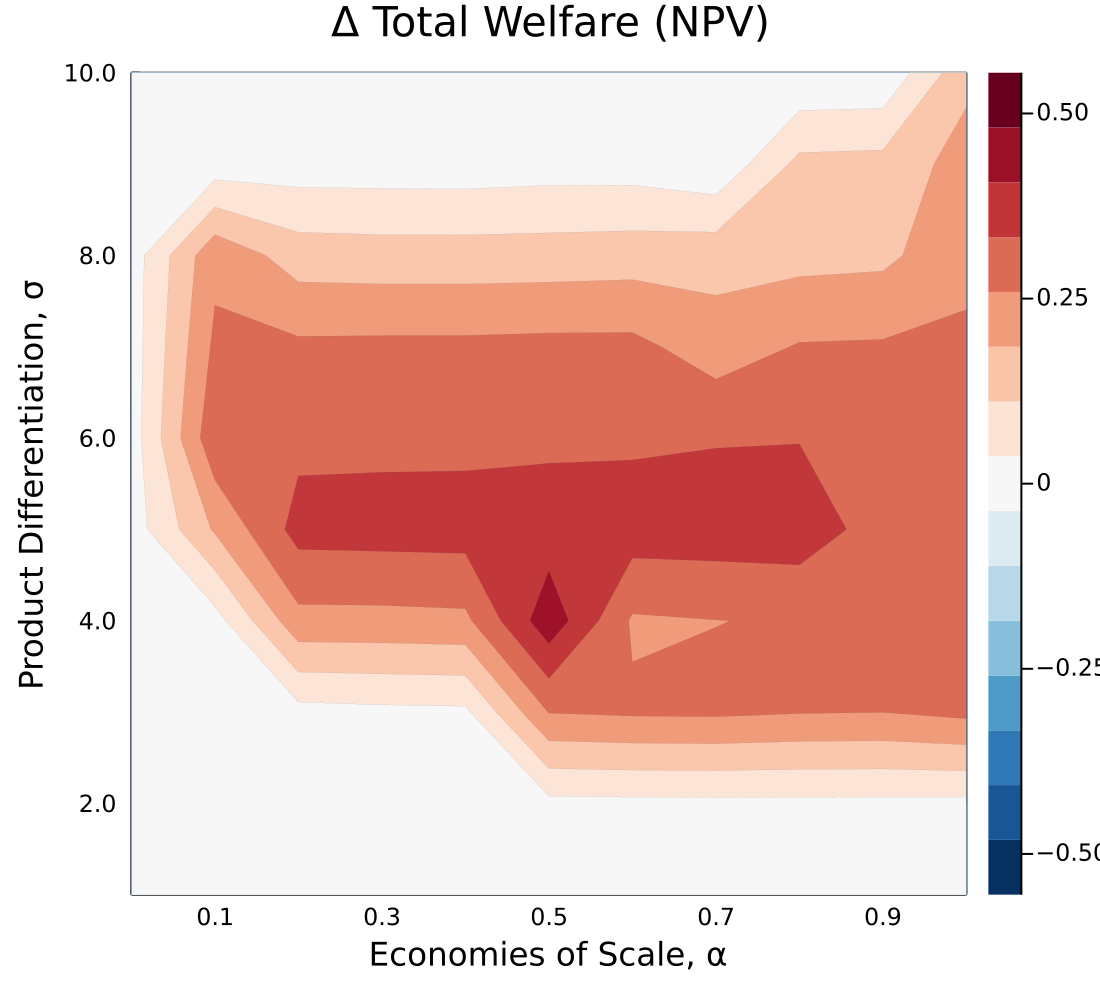 Δ Total Welfare (NPV)
10.0
8.0
6.0
4.0
2.0
Product Differentiation, σ
0.1 0.3 0.5 0.7 0.9
Economies of Scale, α
0.50
0.25
0
−0.25
−0.50